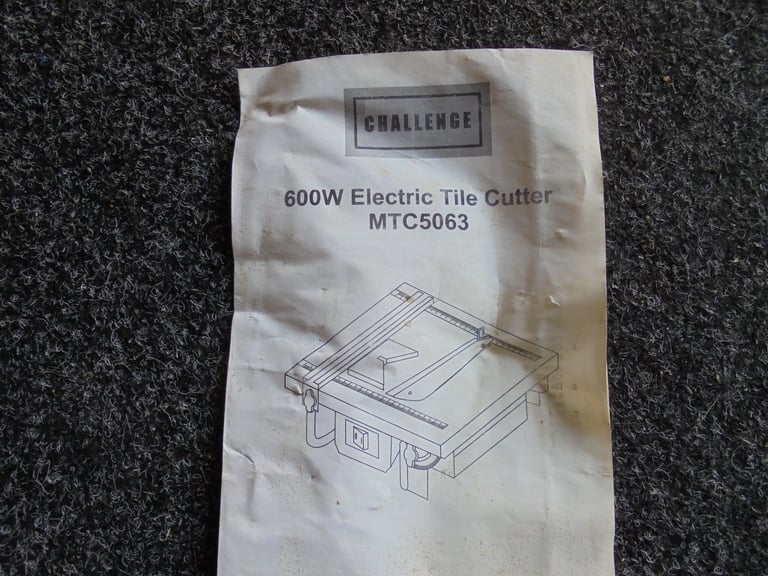 CHALLENGE
600W Electric Tile Cutter
MTC5063